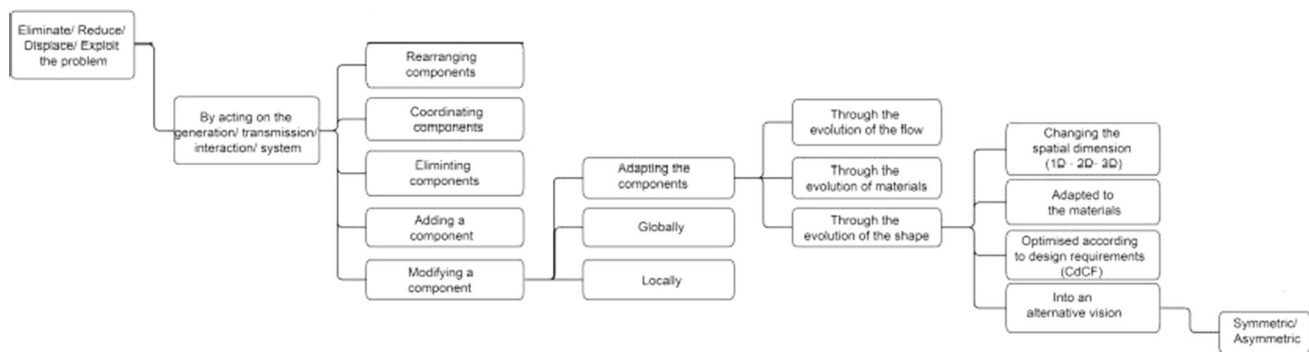 Eliminate/ Reduce/
Displace/ Exploit
the problem
By acting on the
generation/ transmission/
interaction/ system
Rearranging
components
Coordinating
components
Eliminting
components
Adding a
component
Modifying a
component
Adapting the
components
Globally
Locally
Through the
evolution of the flow
Through the
evolution of materials
Through the
evolution of the shape
Changing the
spatial dimension
(1D - 2D- 3D)
Adapted to
the materials
Optimised according
to design requirements
(CdCF)
Into an
alternative vision
Symmetric/
Asymmetric